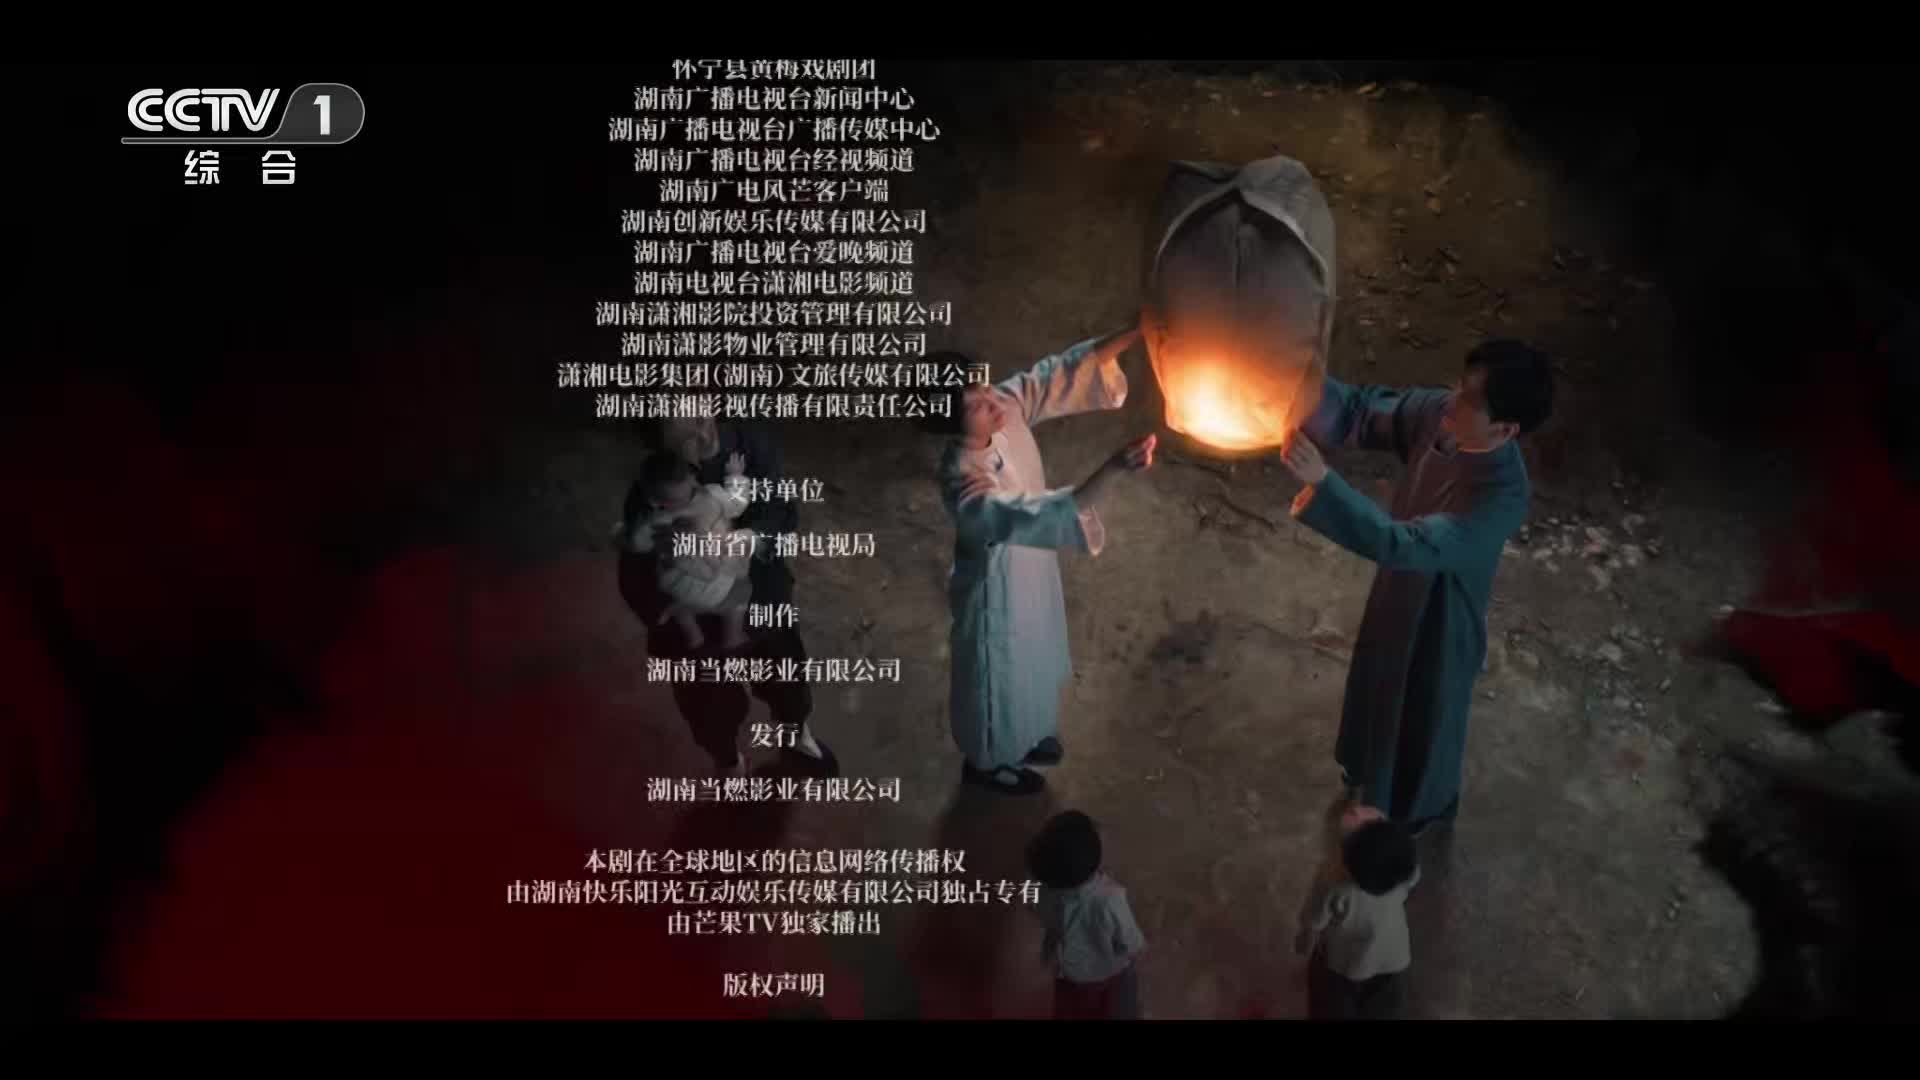 CCTV 1
综 合
怀宁县黄梅戏剧团
湖南广播电视台新闻中心
湖南广播电视台广播传媒中心
湖南广播电视台经视频道
湖南广电风芒客户端
湖南创新娱乐传媒有限公司
湖南广播电视台爱晚频道
湖南电视台潇湘电影频道
湖南潇湘影院投资管理有限公司
湖南潇影物业管理有限公司
潇湘电影集团(湖南)文旅传媒有限公司
湖南潇湘影视传播有限责任公司
支持单位
湖南省广播电视局
制作
湖南当燃影业有限公司
发行
湖南当燃影业有限公司
本剧在全球地区的信息网络传播权
由湖南快乐阳光互动娱乐传媒有限公司独占专有
由芒果TV独家播出
版权声明